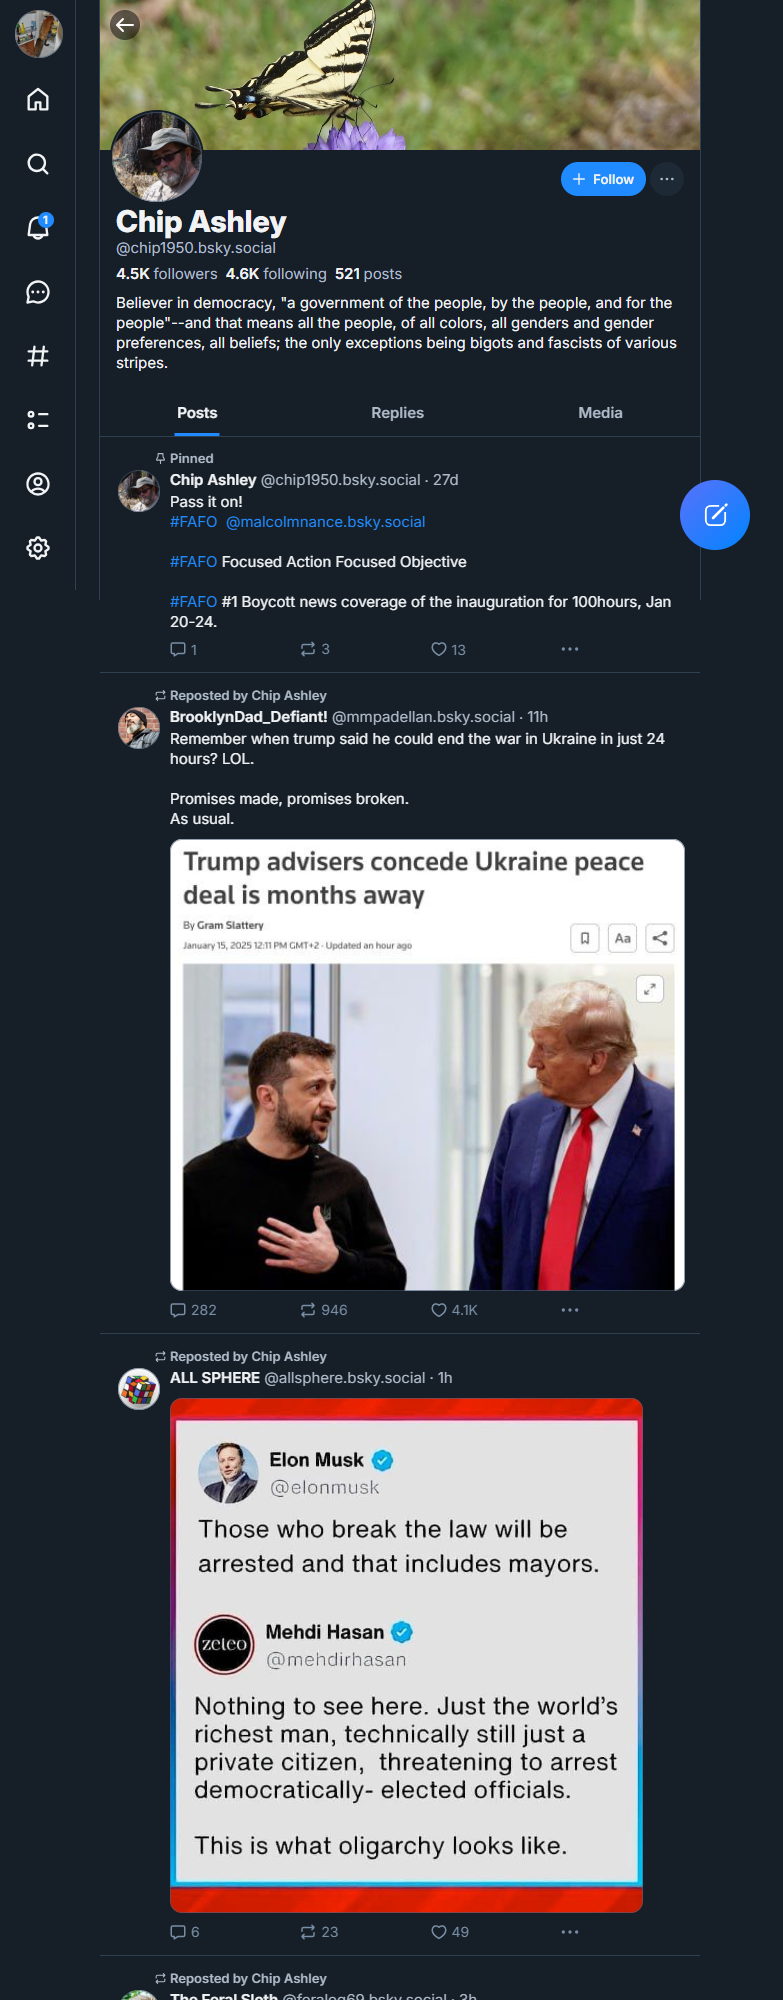 1
+ Follow
Chip Ashley
@chip1950.bsky.social
4.5K followers 4.6K following 521 posts
Believer in democracy, "a government of the people, by the people, and for the
people"--and that means all the people, of all colors, all genders and gender
preferences, all beliefs; the only exceptions being bigots and fascists of various
stripes.
Posts Replies Media
Pinned
Chip Ashley @chip1950.bsky.social · 27d
Pass it on!
#FAFO @malcolmnance.bsky.social
#FAFO Focused Action Focused Objective
#FAFO #1 Boycott news coverage of the inauguration for 100hours, Jan
20-24.
1 3 13
Reposted by Chip Ashley
BrooklynDad_Defiant! @mmpadellan.bsky.social · 11h
Remember when trump said he could end the war in Ukraine in just 24
hours? LOL.
Promises made, promises broken.
As usual.
Trump advisers concede Ukraine peace
deal is months away
By Gram Slattery
January 15, 2025 12:11 PM GMT+2 · Updated an hour ago
Aa
282 946 4.1K
Reposted by Chip Ashley
ALL SPHERE @allsphere.bsky.social · 1h
Elon Musk
@elonmusk
Those who break the law will be
arrested and that includes mayors.
zeteo
Mehdi Hasan
@mehdirhasan
Nothing to see here. Just the world's
richest man, technically still just a
private citizen, threatening to arrest
democratically- elected officials.
This is what oligarchy looks like.
6 23 49
Reposted by Chip Ashley
The Feral Sloth @feralog69.bsky.social · 3h